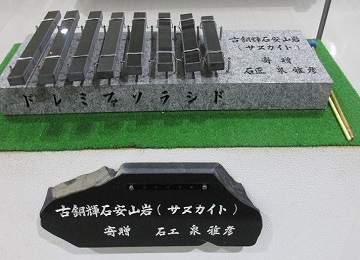 古銅輝石安山岩
(サヌカイト)
寄贈
石工 泉 雅彦
ドレミファソラシド
古銅輝石安山岩(サヌカイト)
寄贈 石工 泉 雅彦